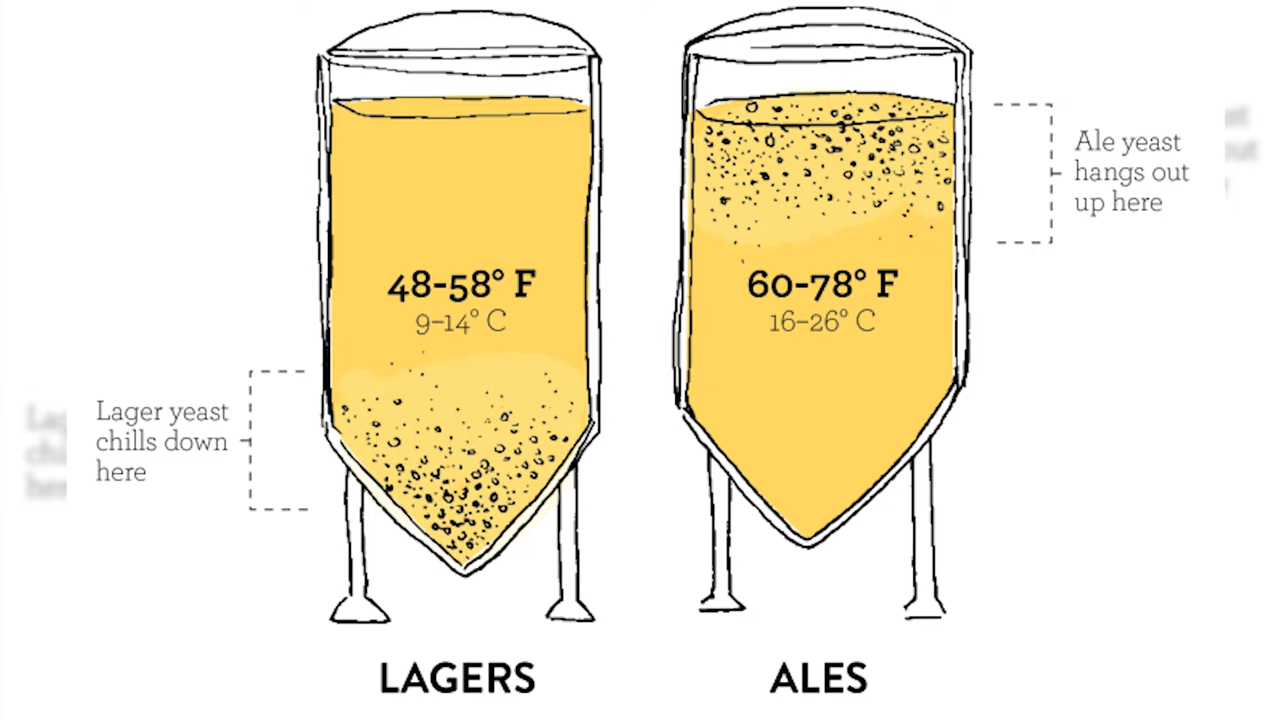 48-58° F
9-14° C
Lager yeast
chills down
here
LAGERS
60-78° F
16-26° C
Ale yeast
hangs out
up here
ALES